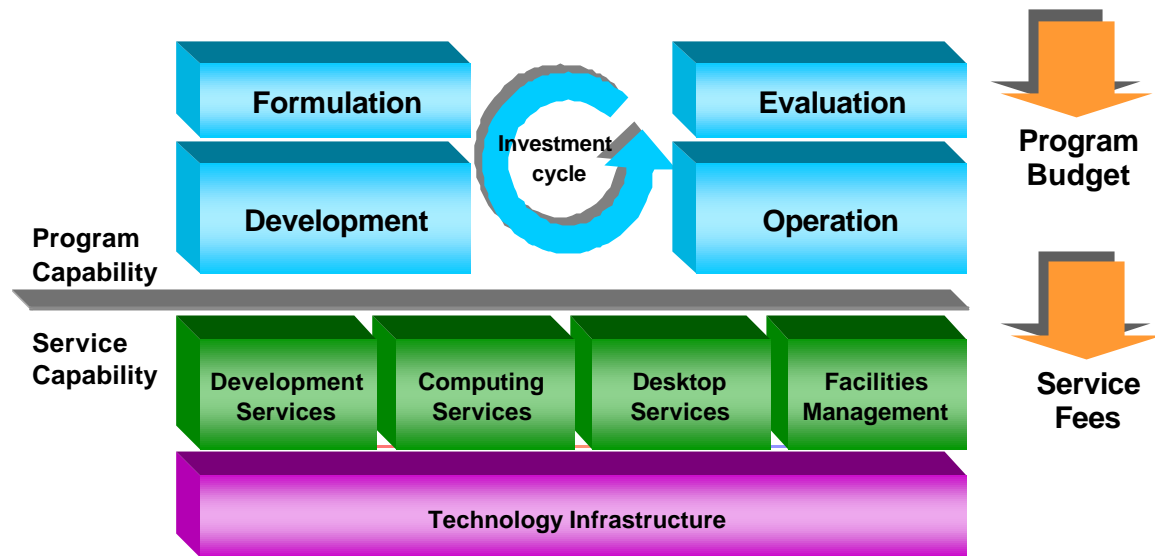 Formulation
Evaluation
Investment
cycle
Program
Budget
Development
Operation
Program
Capability
Service
Capability
Development
Services
Computing
Services
Desktop
Services
Facilities
Management
Service
Fees
Technology Infrastructure